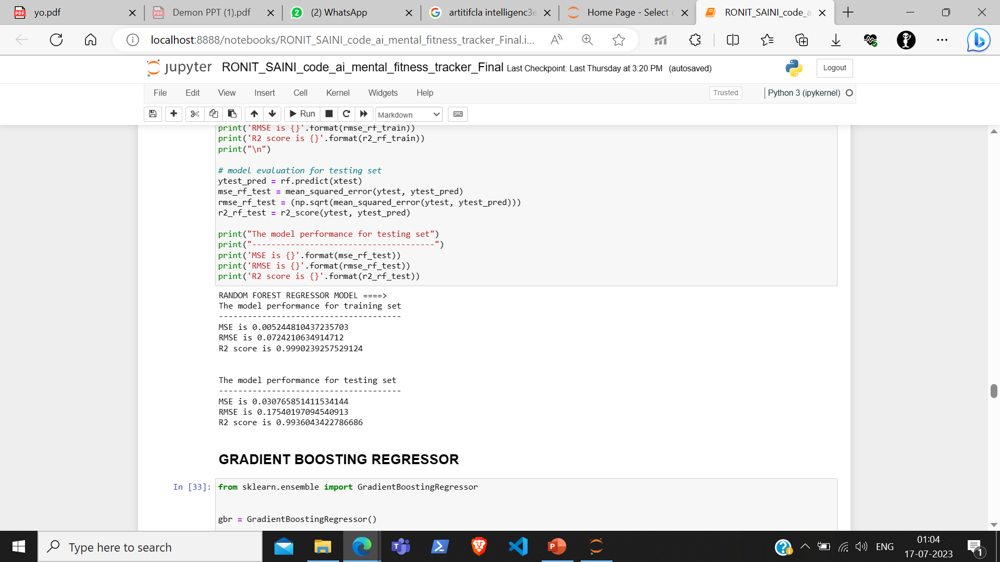 yo.pdf
Demon PPT (1).pdf
(2) WhatsApp
artitifcla intelligenc3e
Home Page - Select
RONIT_SAINI_code_a
localhost:8888/notebooks/RONIT_SAINI_code_ai_mental_fitness_tracker_Final.i...
jupyter RONIT_SAINI_code_ai_mental_fitness_tracker_Final Last Checkpoint: Last Thursday at 3:20 PM (autosaved)
Logout
File Edit View Insert Cell Kernel Widgets Help
Trusted
Python 3 (ipykernel)
Run
Markdown
print('RMSE is {}'.format(rmse_rf_train))
print('R2 score is {}'.format(r2_rf_train))
print("\n")
# model evaluation for testing set
ytest_pred = rf.predict(xtest)
mse_rf_test = mean_squared_error(ytest, ytest_pred)
rmse_rf_test = (np.sqrt(mean_squared_error(ytest, ytest_pred)))
r2_rf_test = r2_score(ytest, ytest_pred)
print("The model performance for testing set")
print("--------------------------------------")
print('MSE is {}'.format(mse_rf_test))
print('RMSE is {}'.format(rmse_rf_test))
print('R2 score is {}'.format(r2_rf_test))
RANDOM FOREST REGRESSOR MODEL ====>
The model performance for training set
--------------------------------------
MSE is 0.005244810437235703
RMSE is 0.0724210634914712
R2 score is 0.9990239257529124
The model performance for testing set
--------------------------------------
MSE is 0.030765851411534144
RMSE is 0.17540197094540913
R2 score is 0.9936043422786686
GRADIENT BOOSTING REGRESSOR
In [33]: from sklearn.ensemble import GradientBoostingRegressor
gbr = GradientBoostingRegressor()
Type here to search
ENG
01:04
17-07-2023
1